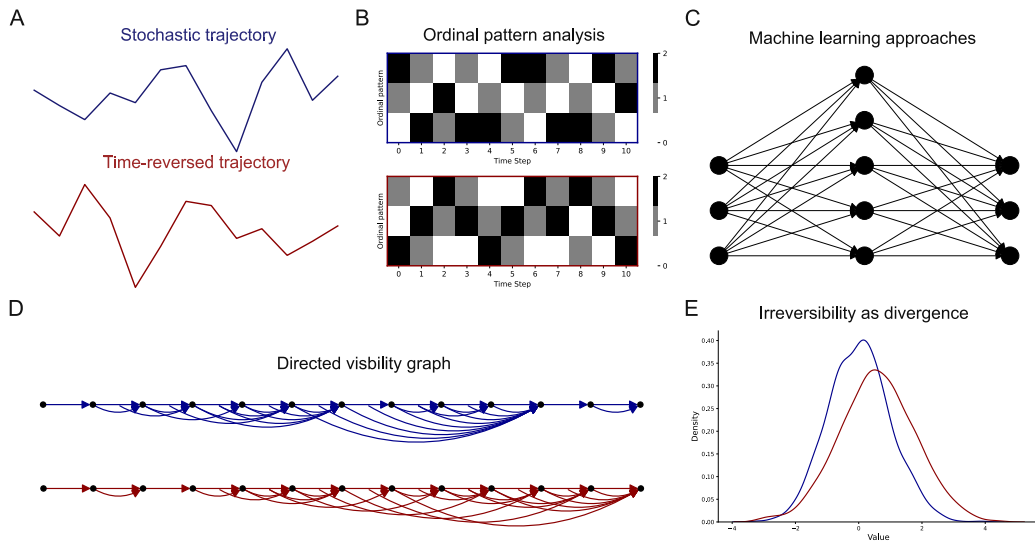 A
Stochastic trajectory
Time-reversed trajectory
B
Ordinal pattern analysis
Ordinal pattern
2
1
0
0 1 2 3 4 5 6 7 8 9 10
Time Step
Ordinal pattern
2
1
0
0 1 2 3 4 5 6 7 8 9 10
Time Step
C
Machine learning approaches
D
Directed visbility graph
E
Irreversibility as divergence
Density
0.40
0.35
0.30
0.25
0.20
0.15
0.10
0.05
0.00
−4 −2 0 2 4
Value